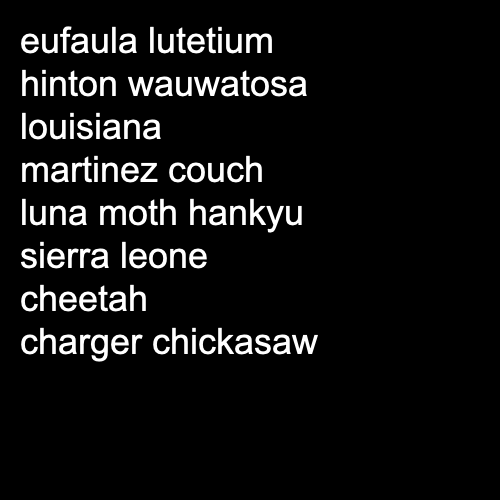 eufaula lutetium
hinton wauwatosa
louisiana
martinez couch
luna moth hankyu
sierra leone
cheetah
charger chickasaw